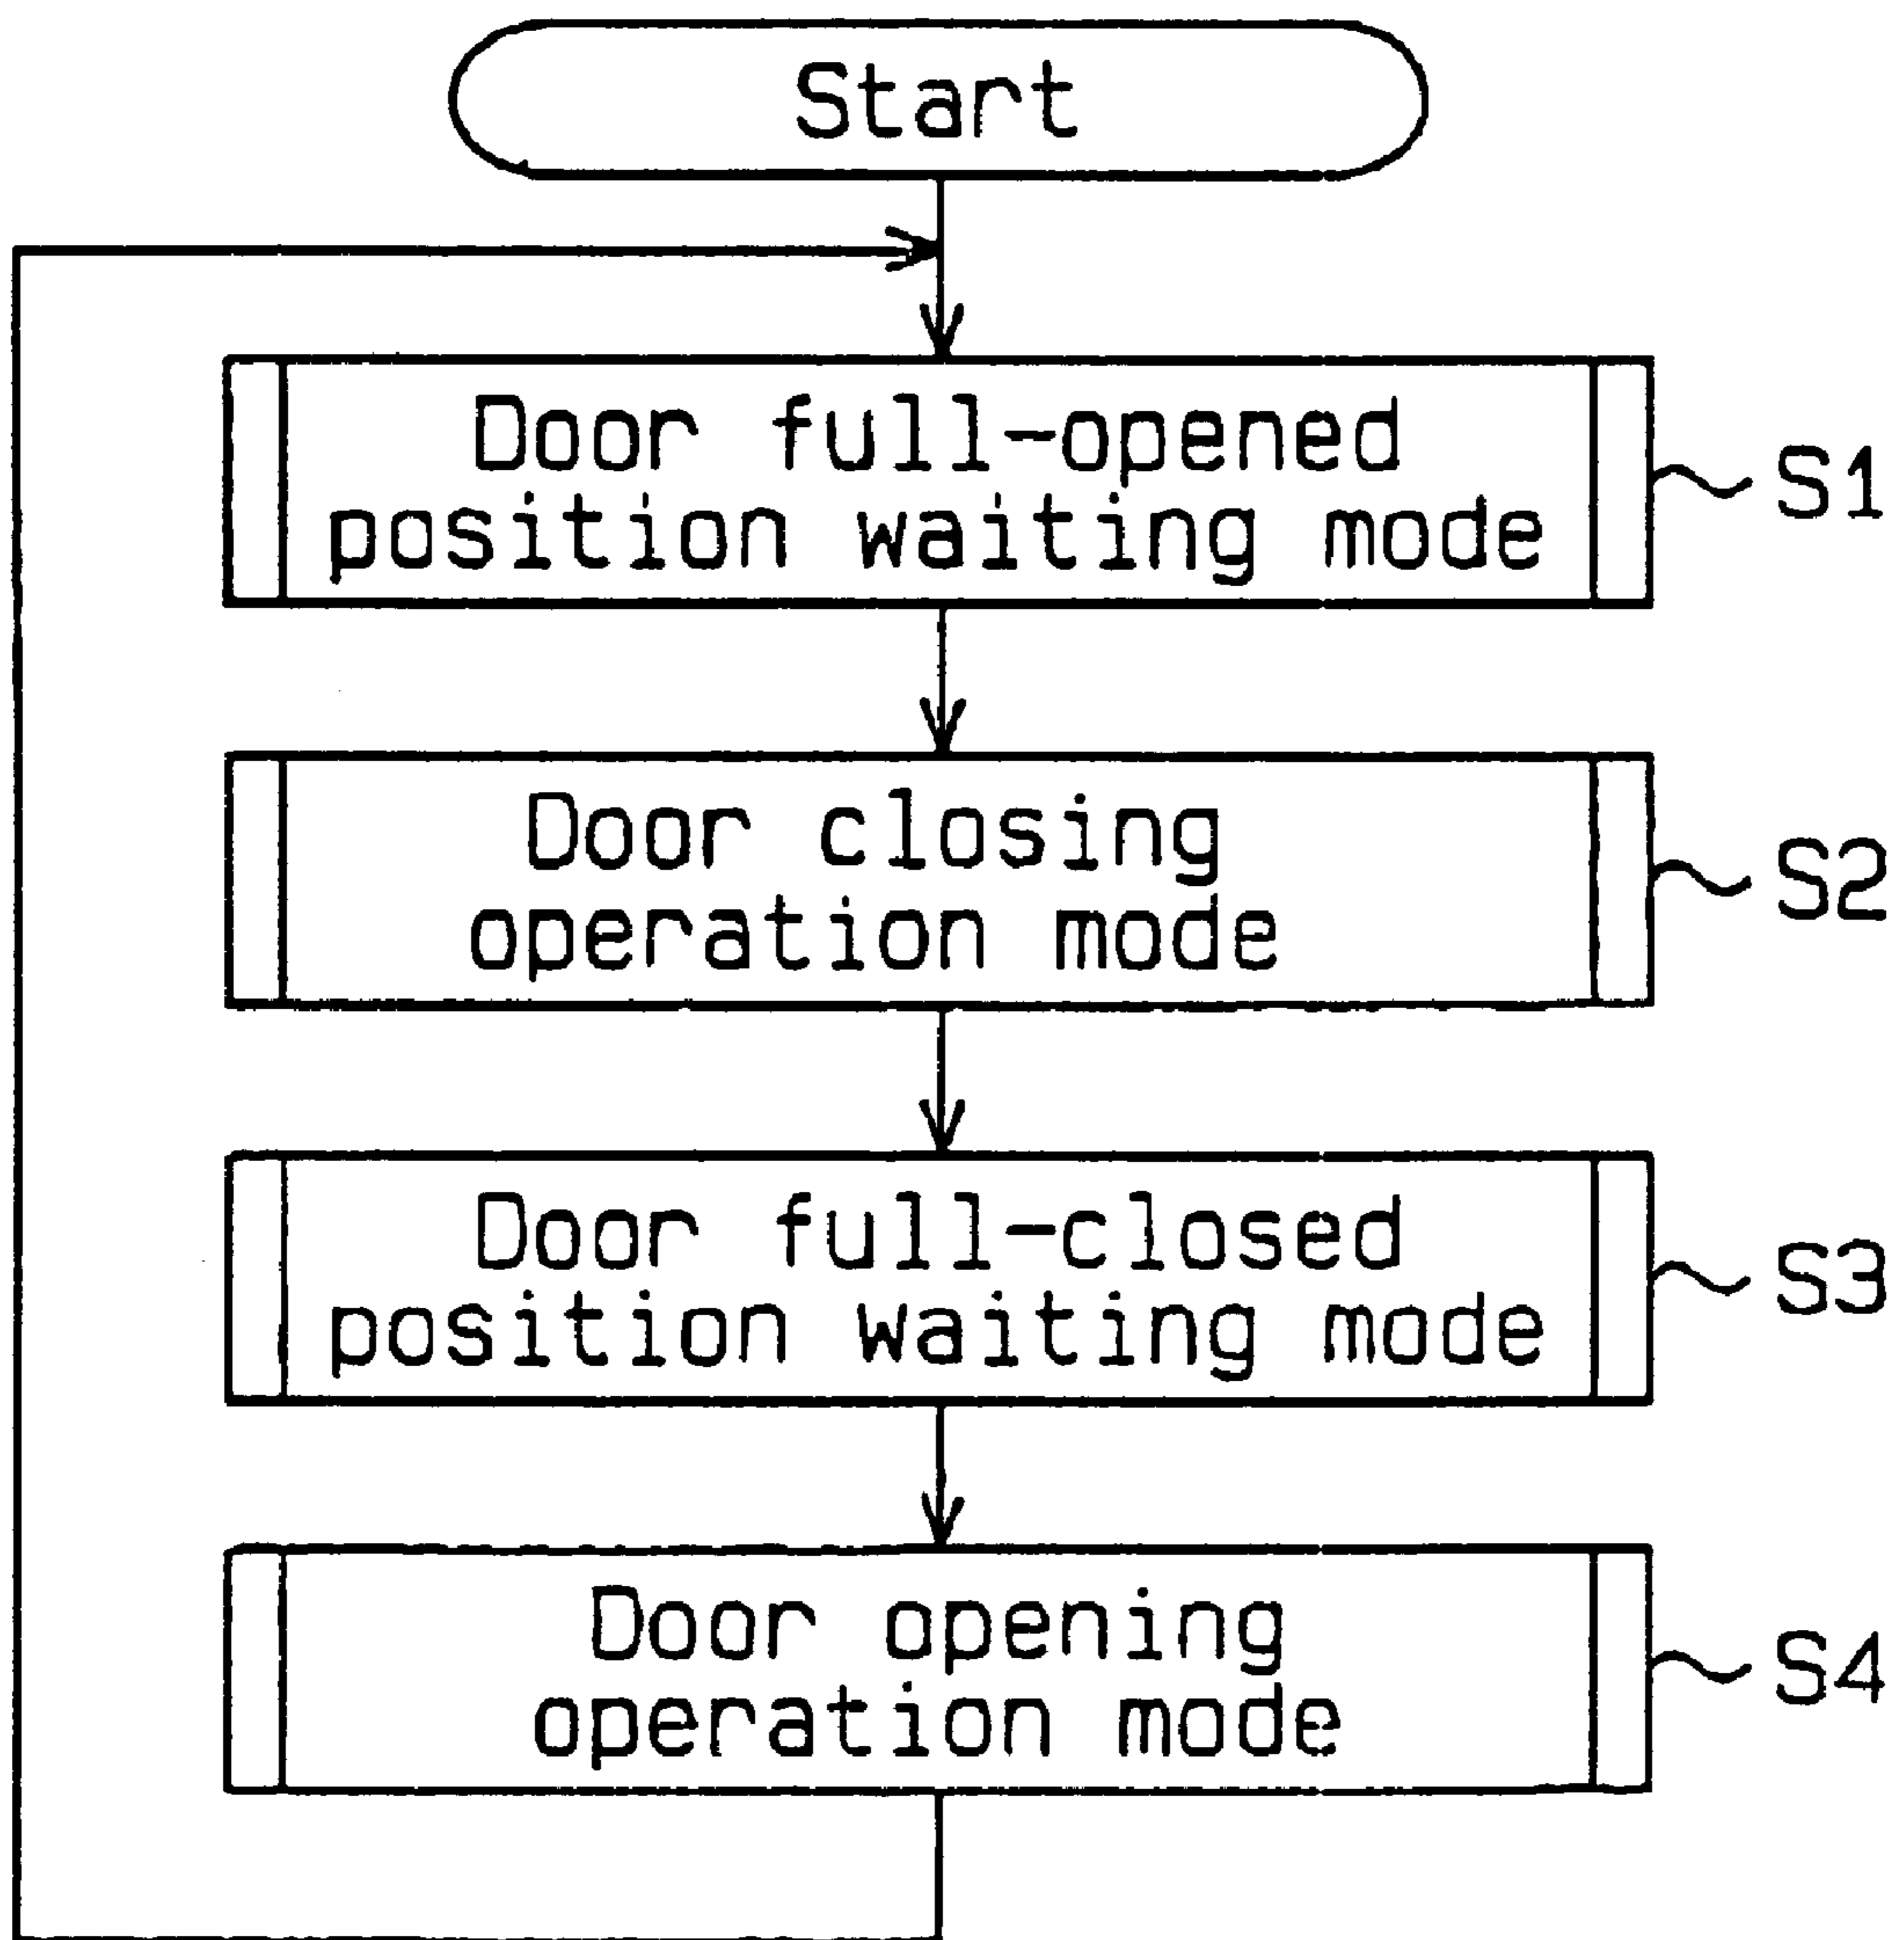 Start
Door full-opened
position waiting mode
S1
Door closing
operation mode
S2
Door full-closed
position waiting mode
S3
Door opening
operation mode
S4